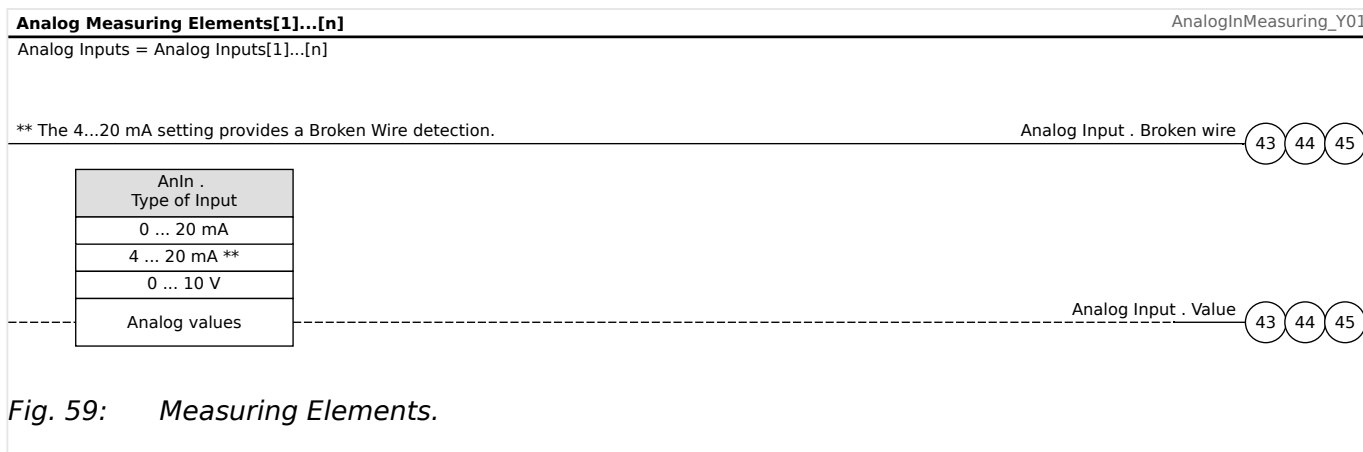 Analog Measuring Elements[1]...[n] AnalogInMeasuring_Y01
Analog Inputs = Analog Inputs[1]...[n]
** The 4...20 mA setting provides a Broken Wire detection. Analog Input . Broken wire 43 44 45
AnIn .
Type of Input
0 ... 20 mA
4 ... 20 mA **
0 ... 10 V
Analog values Analog Input . Value 43 44 45
Fig. 59: Measuring Elements.